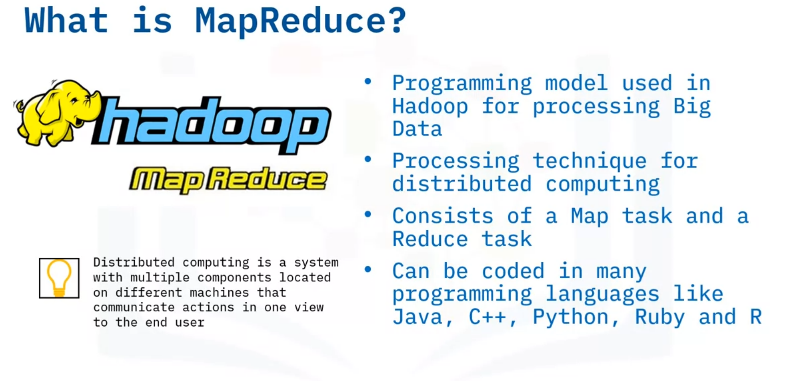 What is MapReduce?
hadoop
Map Reduce
Distributed computing is a system
with multiple components located
on different machines that
communicate actions in one view
to the end user
• Programming model used in
Hadoop for processing Big
Data
• Processing technique for
distributed computing
• Consists of a Map task and a
Reduce task
• Can be coded in many
programming languages like
Java, C++, Python, Ruby and R